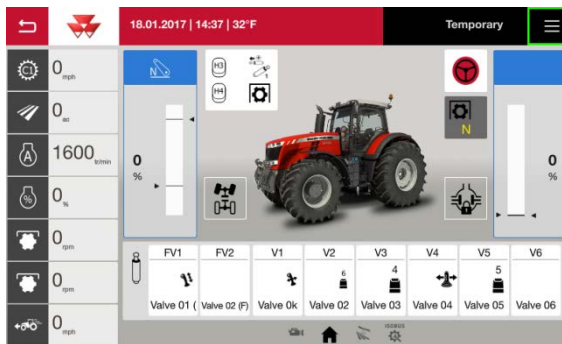 18.01.2017 | 14:37 | 32°F
Temporary
C1
0 mph
N
H3
H4
0 ac
N
A
1600 tr/min
0
%
0
%
%
0 %
0 rpm
FV1 FV2 V1 V2 V3 V4 V5 V6
6 4 5
Valve 01 ( Valve 02 (F) Valve 0k Valve 02 Valve 03 Valve 04 Valve 05 Valve 06
0 rpm
0 mph
ISOBUS